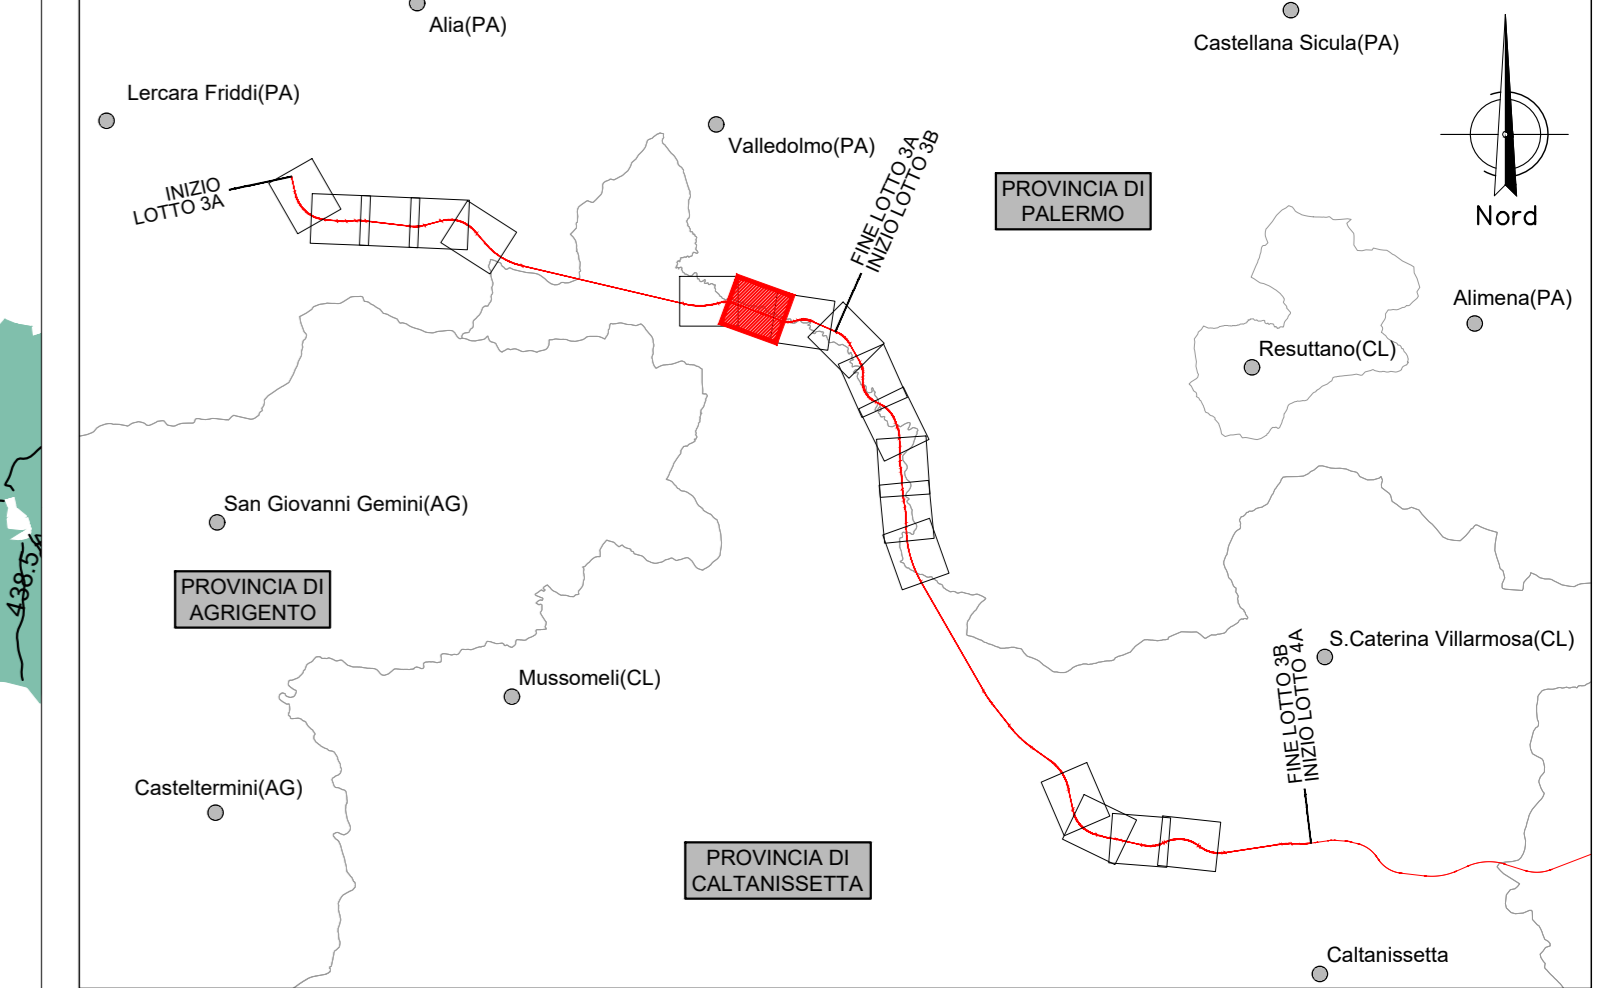 Alia(PA)
Castellana Sicula(PA)
Lercara Friddi(PA)
Valledolmo(PA)
INIZIO
LOTTO 3A
FINE LOTTO 3A
INIZIO LOTTO 3B
PROVINCIA DI
PALERMO
Nord
Alimena(PA)
Resuttano(CL)
San Giovanni Gemini(AG)
438.5
PROVINCIA DI
AGRIGENTO
S.Caterina Villarmosa(CL)
Mussomeli(CL)
FINE LOTTO 3B
INIZIO LOTTO 4A
Casteltermini(AG)
PROVINCIA DI
CALTANISSETTA
Caltanissetta